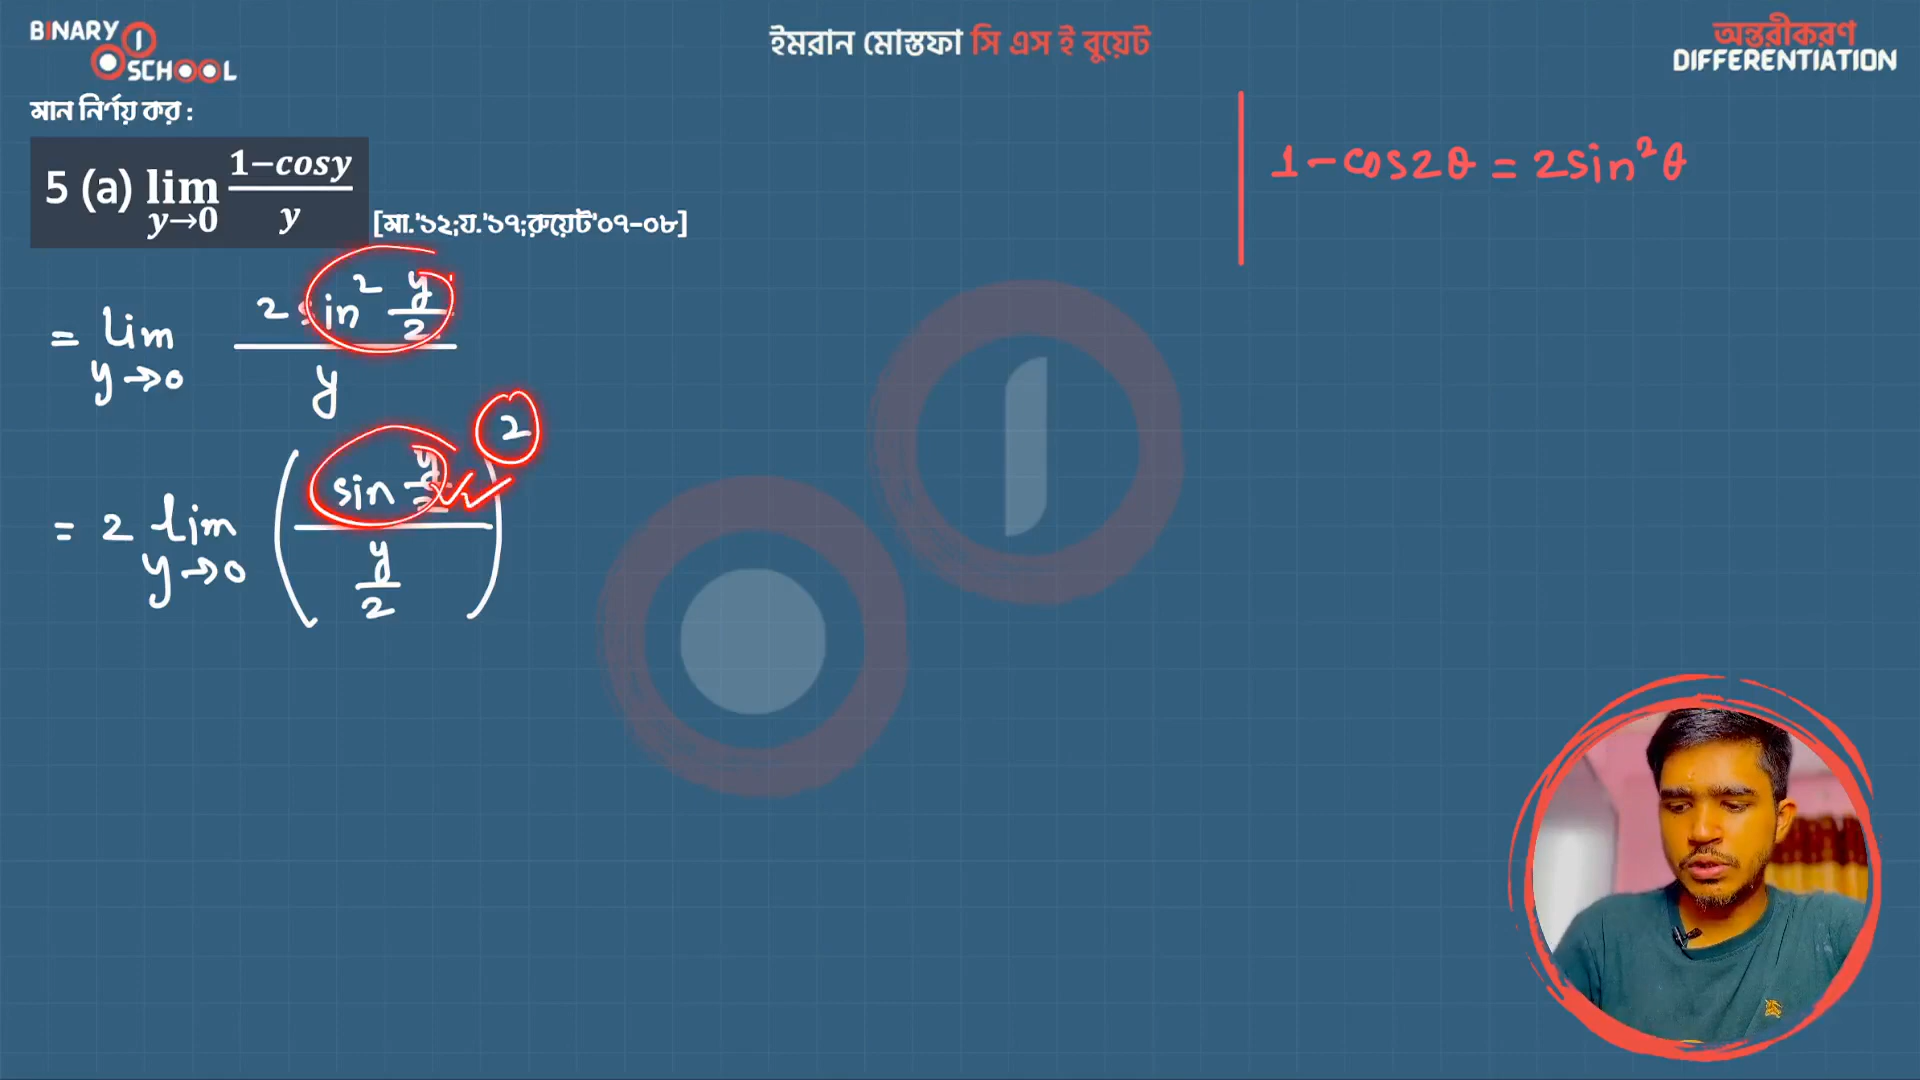 BINARY SCHOOL
ইমরান মোস্তফা সি এস ই বুয়েট
অন্তরীকরণ
DIFFERENTIATION
মান নির্ণয় কর :
5 (a) lim y→0 (1−cosy)/y [মা.'১২;য.'১৭;রুয়েট'০৭-০৮]
1-cos2θ = 2sin²θ
= lim y→0 (2 sin² y/2)/y
= 2 lim y→0 (sin y/2 / y/2)²